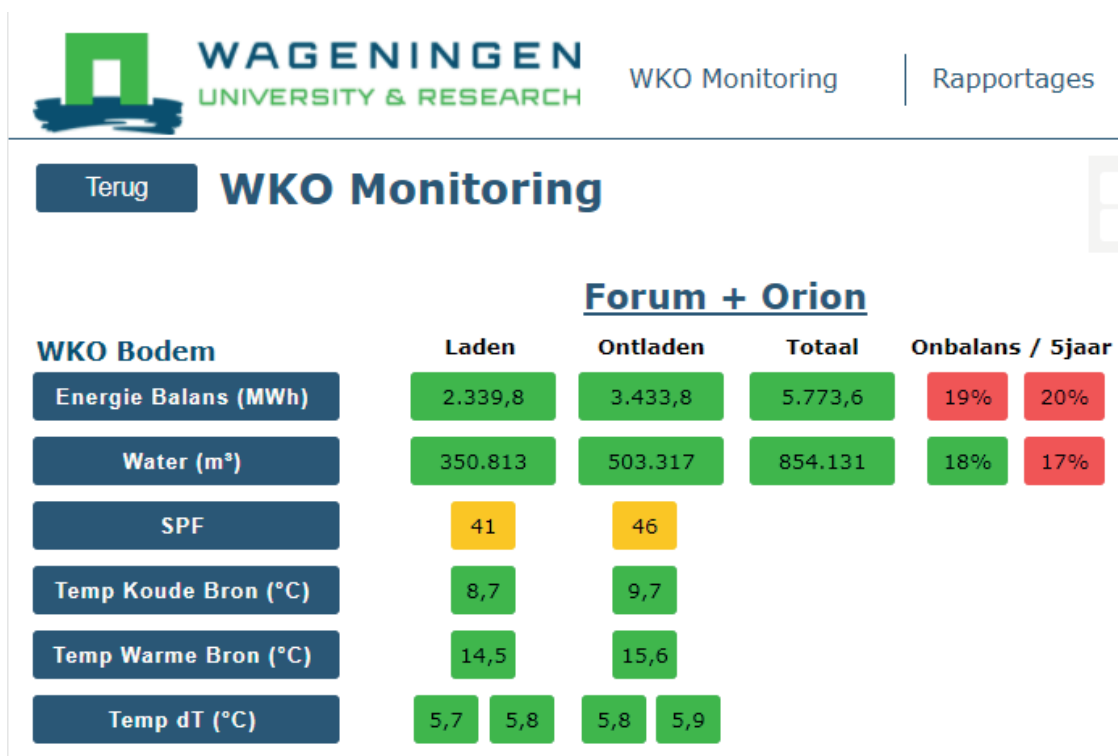 WAGENINGEN
UNIVERSITY & RESEARCH
WKO Monitoring
Rapportages
Terug
WKO Monitoring
Forum + Orion
WKO Bodem Laden Ontladen Totaal Onbalans / 5jaar
Energie Balans (MWh) 2.339,8 3.433,8 5.773,6 19% 20%
Water (m³) 350.813 503.317 854.131 18% 17%
SPF 41 46
Temp Koude Bron (°C) 8,7 9,7
Temp Warme Bron (°C) 14,5 15,6
Temp dT (°C) 5,7 5,8 5,8 5,9